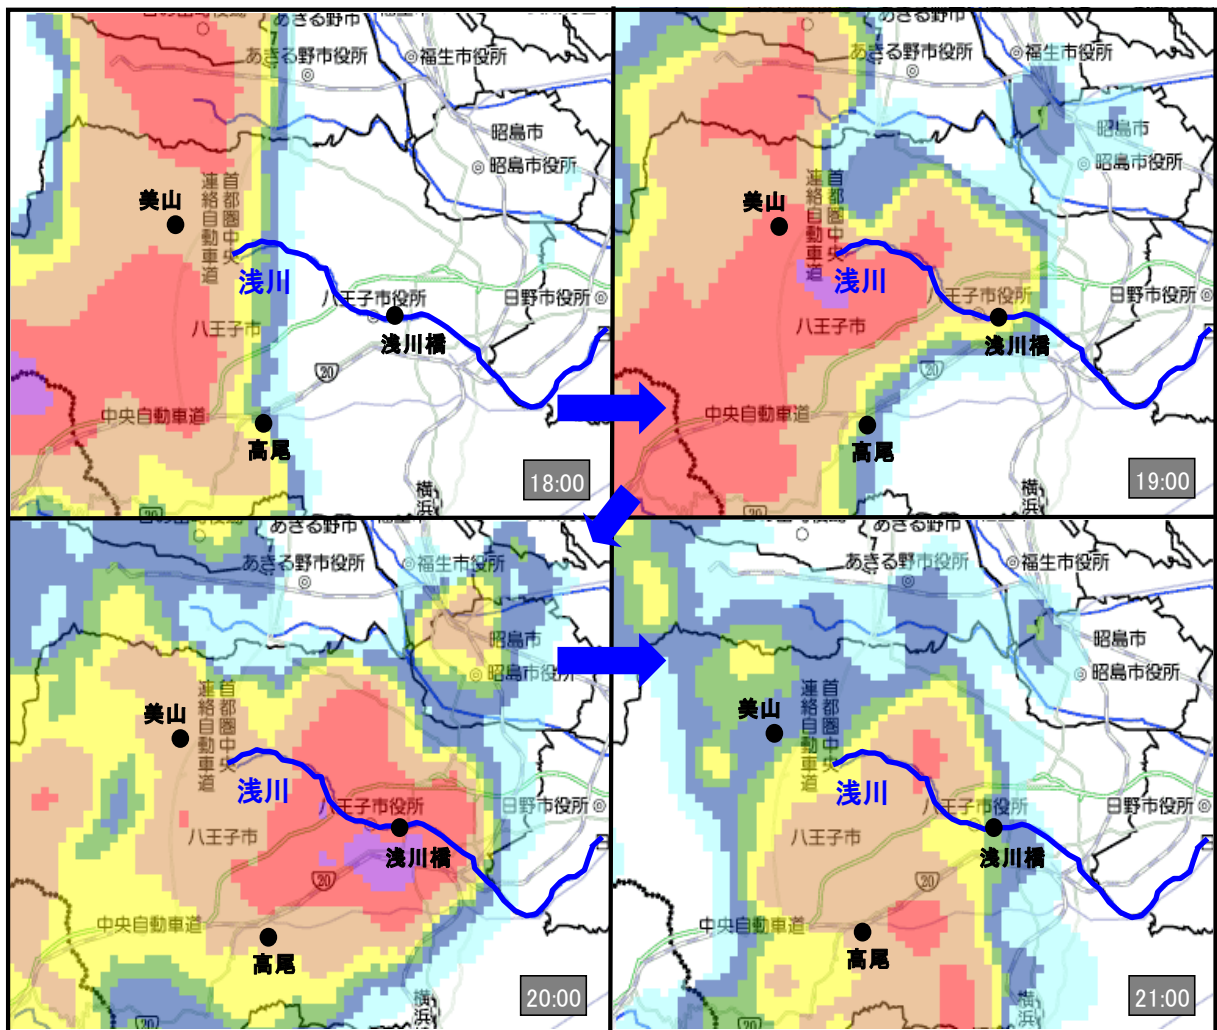 あきる野市役所
福生市役所
昭島市
昭島市役所
美山
首都圏中央
連絡自動車道
浅川
八王子市役所
日野市役所
八王子市
浅川橋
20
中央自動車道
高尾
横浜
18:00
20
あきる野市役所
福生市役所
昭島市
昭島市役所
美山
首都圏中央
連絡自動車道
浅川
八王子市役所
日野市役所
八王子市
浅川橋
20
中央自動車道
高尾
横浜
19:00
あきる野市
あきる野市役所
福生市役所
昭島市
昭島市役所
美山
首都圏中央
連絡自動車道
浅川
八王子市役所
日野市役所
八王子市
浅川橋
20
中央自動車道
高尾
横浜
20:00
20
あきる野市
あきる野市役所
福生市役所
昭島市
昭島市役所
美山
首都圏中央
連絡自動車道
浅川
八王子市役所
日野市役所
八王子市
浅川橋
20
中央自動車道
高尾
横浜
21:00
20